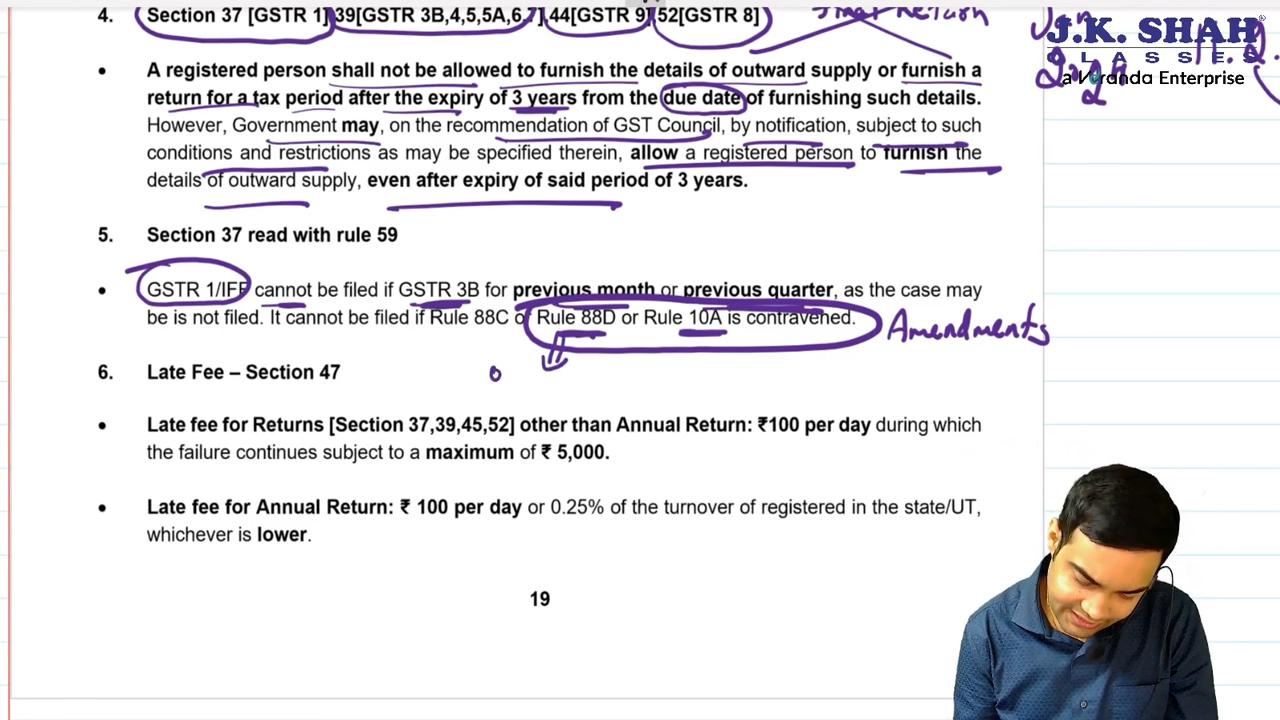 4. Section 37 [GSTR 1] 39[GSTR 3B,4,5,5A,6,7],44[GSTR 9] 52[GSTR 8]
Return
J.K. SHAH
CLASSES
a Veranda Enterprise
• A registered person shall not be allowed to furnish the details of outward supply or furnish a
return for a tax period after the expiry of 3 years from the due date of furnishing such details.
However, Government may, on the recommendation of GST Council, by notification, subject to such
conditions and restrictions as may be specified therein, allow a registered person to furnish the
details of outward supply, even after expiry of said period of 3 years.
5. Section 37 read with rule 59
• GSTR 1/IFF cannot be filed if GSTR 3B for previous month or previous quarter, as the case may
be is not filed. It cannot be filed if Rule 88C or Rule 88D or Rule 10A is contravened.
Amendments
6. Late Fee – Section 47
• Late fee for Returns [Section 37,39,45,52] other than Annual Return: ₹100 per day during which
the failure continues subject to a maximum of ₹ 5,000.
• Late fee for Annual Return: ₹ 100 per day or 0.25% of the turnover of registered in the state/UT,
whichever is lower.
19